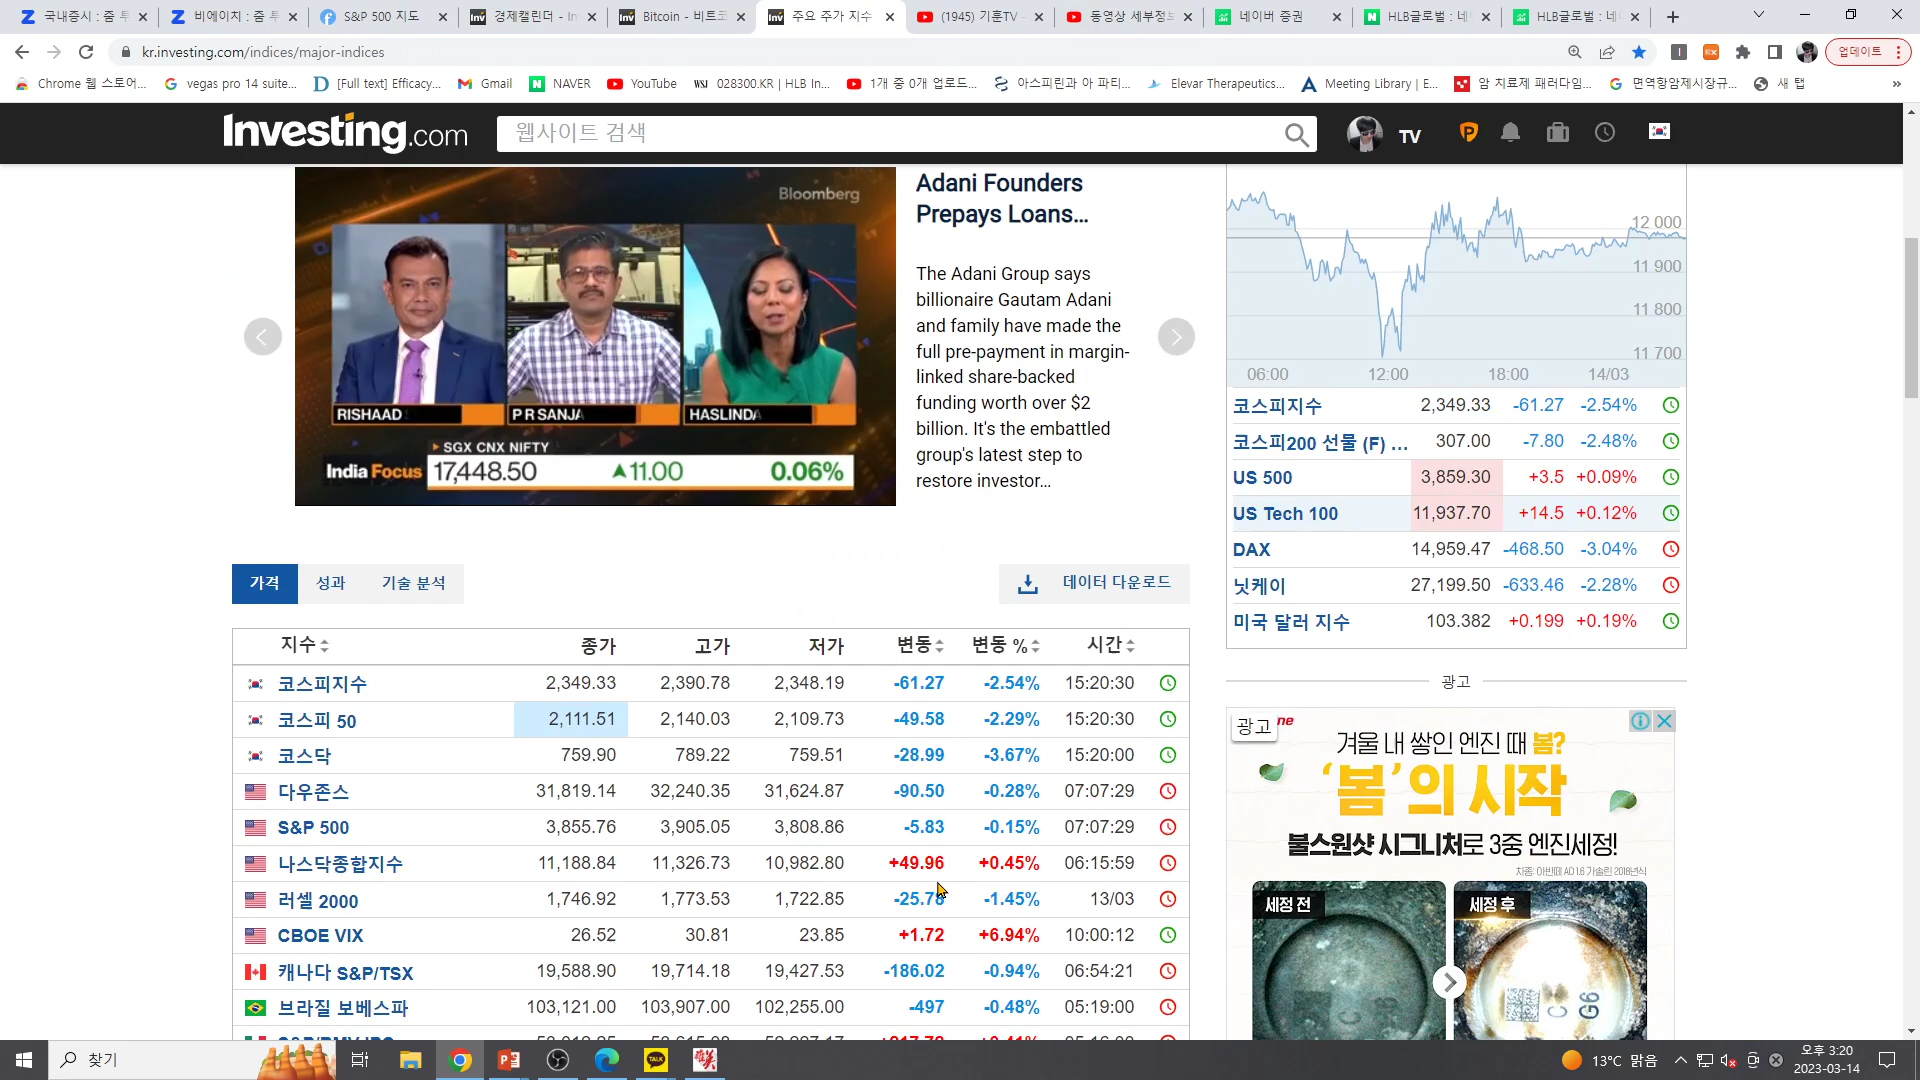 국내증시 : 줌 투
비에이치 : 줌 투
S&P 500 지도
경제캘린더 - In
Bitcoin - 비트코
주요 주가 지수
(1945) 기훈TV -
동영상 세부정보
네이버 증권
HLB글로벌 : 네
HLB글로벌 : 네
kr.investing.com/indices/major-indices
업데이트
Chrome 웹 스토어...
vegas pro 14 suite...
[Full text] Efficacy...
Gmail
NAVER
YouTube
WSJ 028300.KR | HLB In...
1개 중 0개 업로드...
아스피린과 아 파티...
Elevar Therapeutics...
Meeting Library | E...
암 치료제 패러다임...
면역항암제시장규...
새 탭
Investing.com
웹사이트 검색
TV
Bloomberg
RISHAAD
P R SANJA
HASLINDA
SGX CNX NIFTY
India Focus 17,448.50 ▲11.00 0.06%
Adani Founders
Prepays Loans...
The Adani Group says
billionaire Gautam Adani
and family have made the
full pre-payment in margin-
linked share-backed
funding worth over $2
billion. It's the embattled
group's latest step to
restore investor...
12 000
11 900
11 800
11 700
06:00 12:00 18:00 14/03
코스피지수 2,349.33 -61.27 -2.54%
코스피200 선물 (F) ... 307.00 -7.80 -2.48%
US 500 3,859.30 +3.5 +0.09%
US Tech 100 11,937.70 +14.5 +0.12%
DAX 14,959.47 -468.50 -3.04%
닛케이 27,199.50 -633.46 -2.28%
미국 달러 지수 103.382 +0.199 +0.19%
가격 성과 기술 분석
데이터 다운로드
지수 종가 고가 저가 변동 변동 % 시간
코스피지수 2,349.33 2,390.78 2,348.19 -61.27 -2.54% 15:20:30
코스피 50 2,111.51 2,140.03 2,109.73 -49.58 -2.29% 15:20:30
코스닥 759.90 789.22 759.51 -28.99 -3.67% 15:20:00
다우존스 31,819.14 32,240.35 31,624.87 -90.50 -0.28% 07:07:29
S&P 500 3,855.76 3,905.05 3,808.86 -5.83 -0.15% 07:07:29
나스닥종합지수 11,188.84 11,326.73 10,982.80 +49.96 +0.45% 06:15:59
러셀 2000 1,746.92 1,773.53 1,722.85 -25.78 -1.45% 13/03
CBOE VIX 26.52 30.81 23.85 +1.72 +6.94% 10:00:12
캐나다 S&P/TSX 19,588.90 19,714.18 19,427.53 -186.02 -0.94% 06:54:21
브라질 보베스파 103,121.00 103,907.00 102,255.00 -497 -0.48% 05:19:00
광고
광고
겨울 내 쌓인 엔진 때 봄?
'봄'의 시작
불스원샷 시그니처로 3중 엔진세정!
세정 전
세정 후
찾기
TALK
13°C 맑음
오후 3:20
2023-03-14